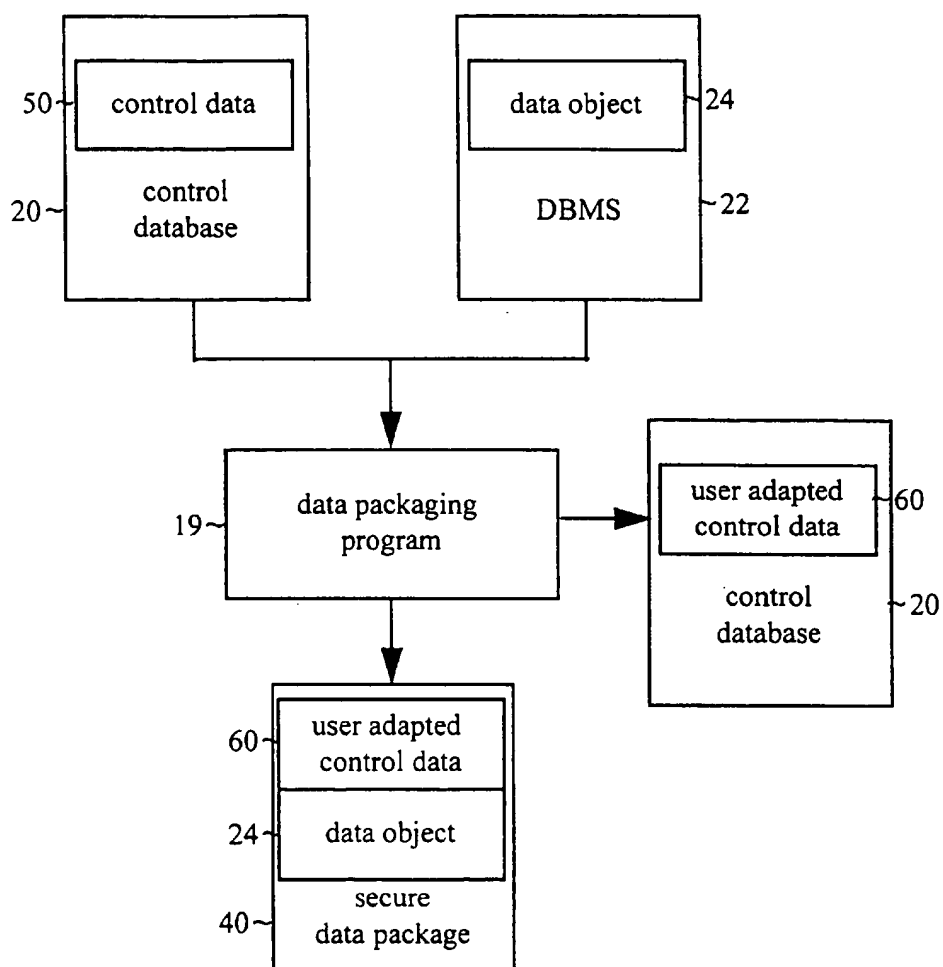 50
control data
20
control
database
data object
24
DBMS
22
19
data packaging
program
user adapted
control data
60
control
database
20
60
user adapted
control data
24
data object
40
secure
data package